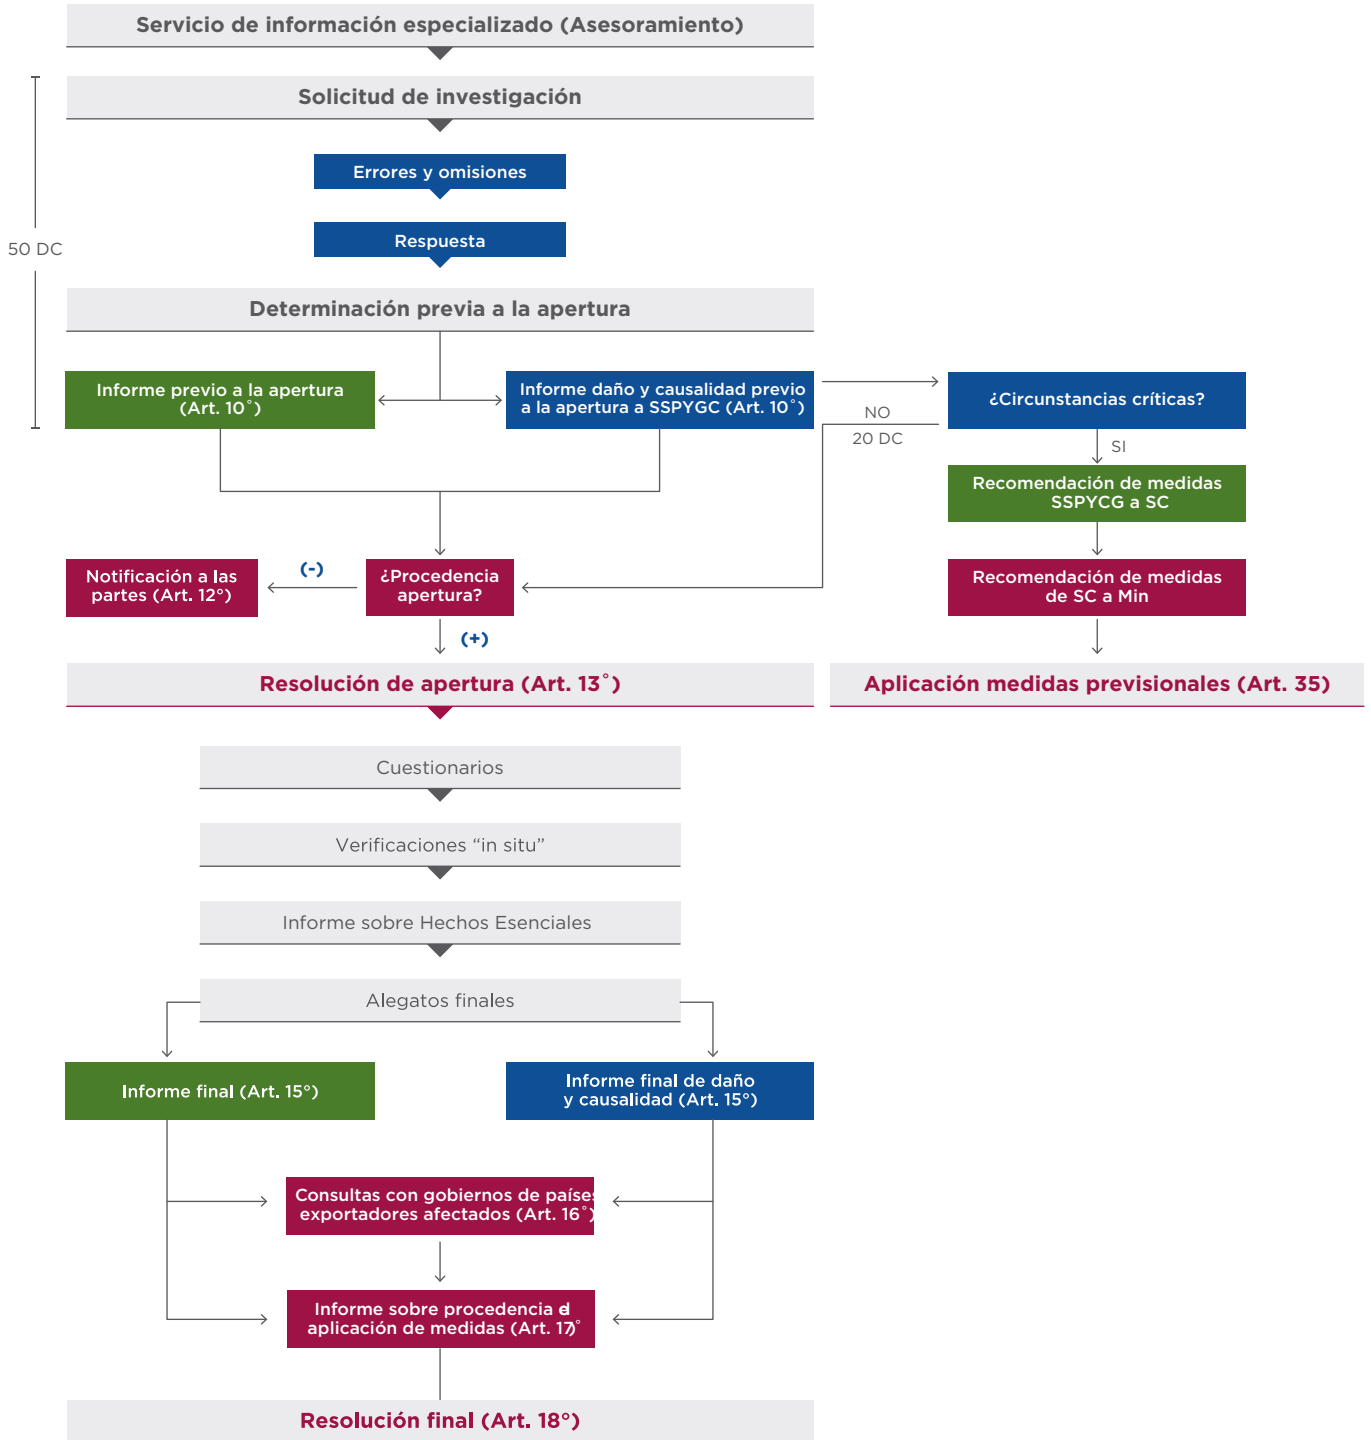 Servicio de información especializado (Asesoramiento)
Solicitud de investigación
Errores y omisiones
Respuesta
50 DC
Determinación previa a la apertura
Informe previo a la apertura
(Art. 10°)
Informe daño y causalidad previo
a la apertura a SSPYGC (Art. 10°)
¿Circunstancias críticas?
NO
20 DC
SI
Recomendación de medidas
SSPYCG a SC
Notificación a las
partes (Art. 12°)
(-)
¿Procedencia
apertura?
Recomendación de medidas
de SC a Min
(+)
Resolución de apertura (Art. 13°)
Aplicación medidas previsionales (Art. 35)
Cuestionarios
Verificaciones “in situ”
Informe sobre Hechos Esenciales
Alegatos finales
Informe final (Art. 15°)
Informe final de daño
y causalidad (Art. 15°)
Consultas con gobiernos de países
exportadores afectados (Art. 16°)
Informe sobre procedencia d
aplicación de medidas (Art. 17°)
Resolución final (Art. 18°)